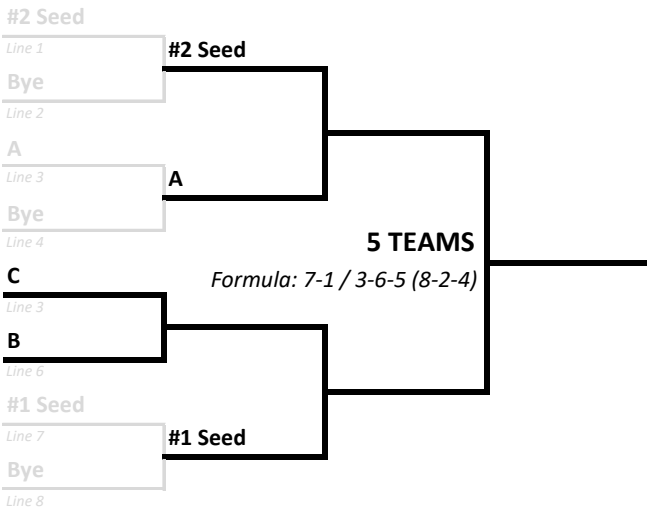 #2 Seed
Line 1
#2 Seed
Bye
Line 2
A
Line 3
A
Bye
Line 4
5 TEAMS
C
Formula: 7-1 / 3-6-5 (8-2-4)
Line 3
B
Line 6
#1 Seed
Line 7
#1 Seed
Bye
Line 8